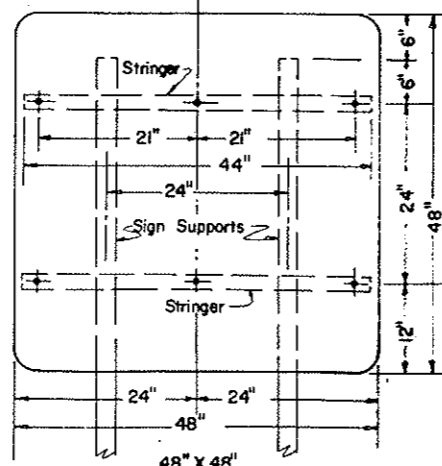 6"
Stringer
6"
21" 21"
44"
24"
24"
48"
Sign Supports
Stringer
12"
24" 24"
48"
48" X 48"